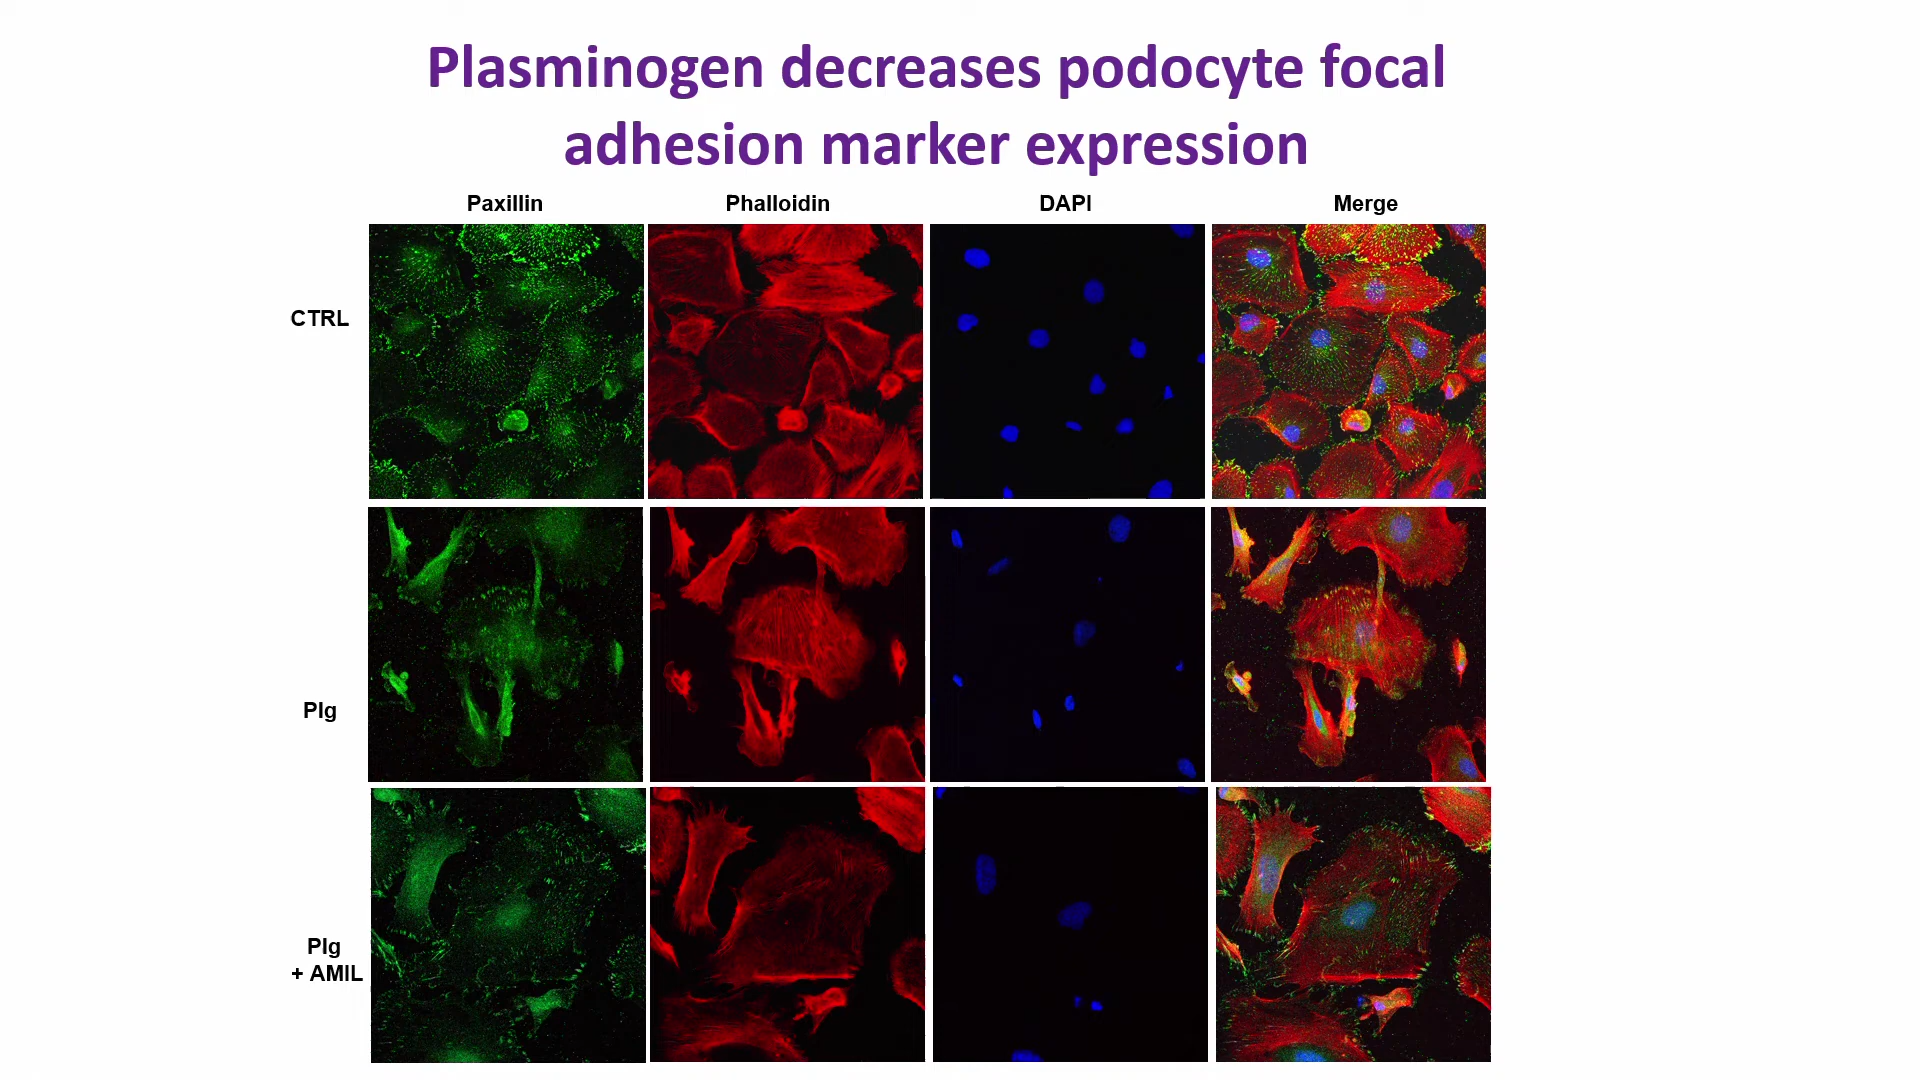 Plasminogen decreases podocyte focal
adhesion marker expression
Paxillin Phalloidin DAPI Merge
CTRL
Plg
Plg
+ AMIL